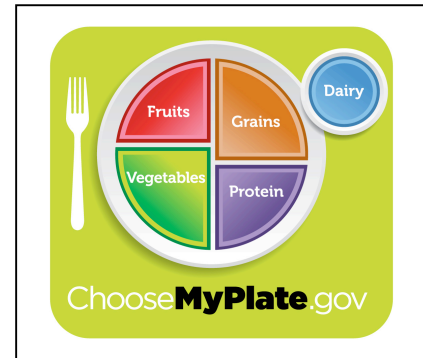 Dairy
Fruits
Grains
Vegetables
Protein
ChooseMyPlate.gov